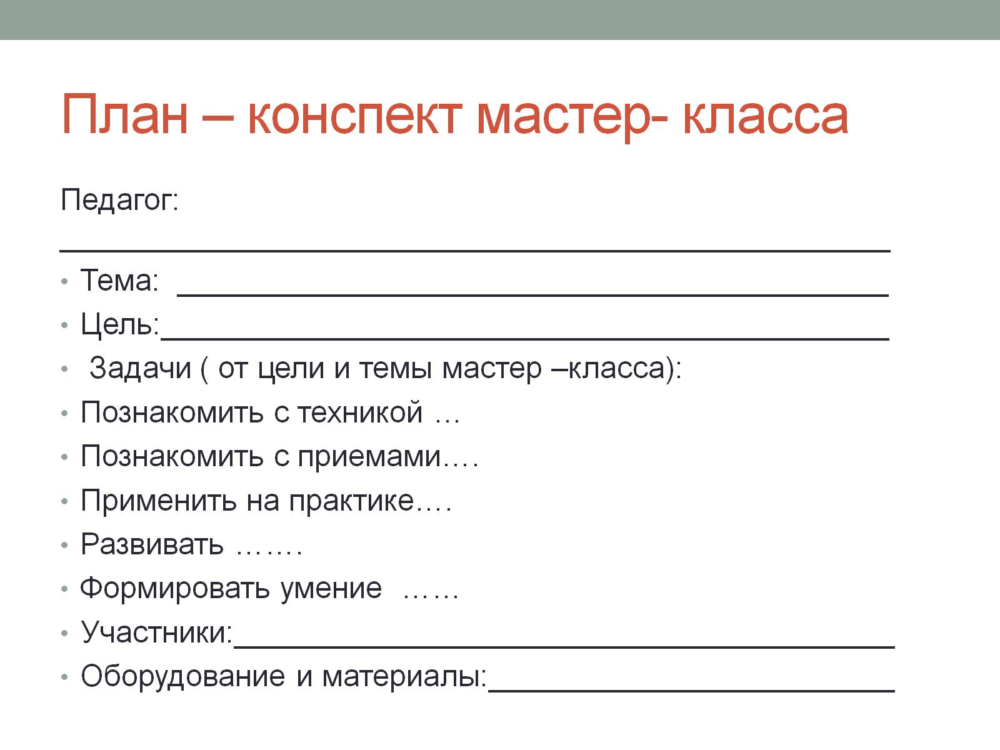 План – конспект мастер- класса
Педагог:
_______________________________________________
Тема: ________________________________________
Цель:_________________________________________
Задачи ( от цели и темы мастер –класса):
Познакомить с техникой …
Познакомить с приемами….
Применить на практике….
Развивать …….
Формировать умение ……
Участники:_____________________________________
Оборудование и материалы:_______________________